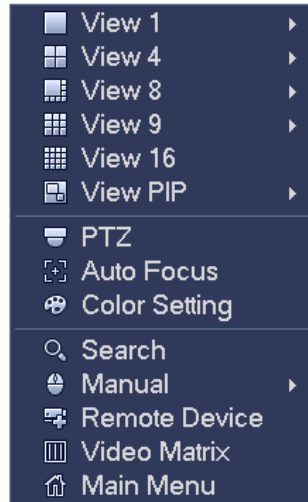 View 1
View 4
View 8
View 9
View 16
View PIP
PTZ
Auto Focus
Color Setting
Search
Manual
Remote Device
Video Matrix
Main Menu